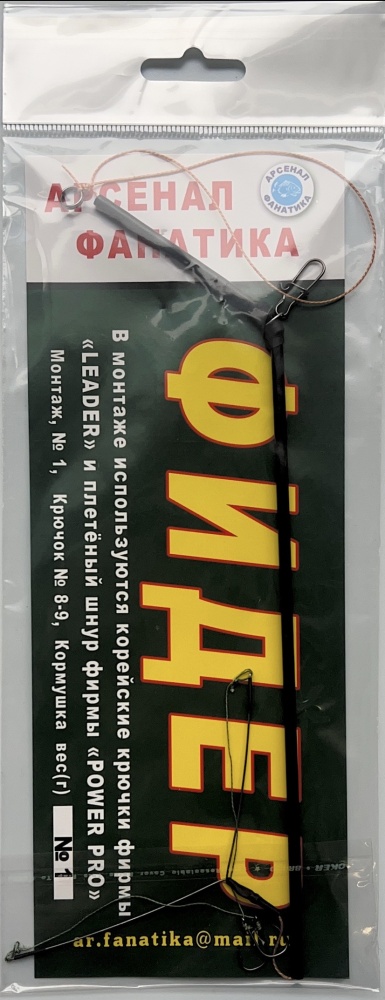 АРСЕНАЛ
ФАНАТИКА
АРСЕНАЛ
ФАНАТИКА
ФИДЕР
В монтаже используются корейские крючки фирмы
«LEADER» и плетёный шнур фирмы «POWER PRO»
Монтаж, № 1, Крючок № 8-9, Кормушка вес(г)
№ 1
ar.fanatika@mail.ru